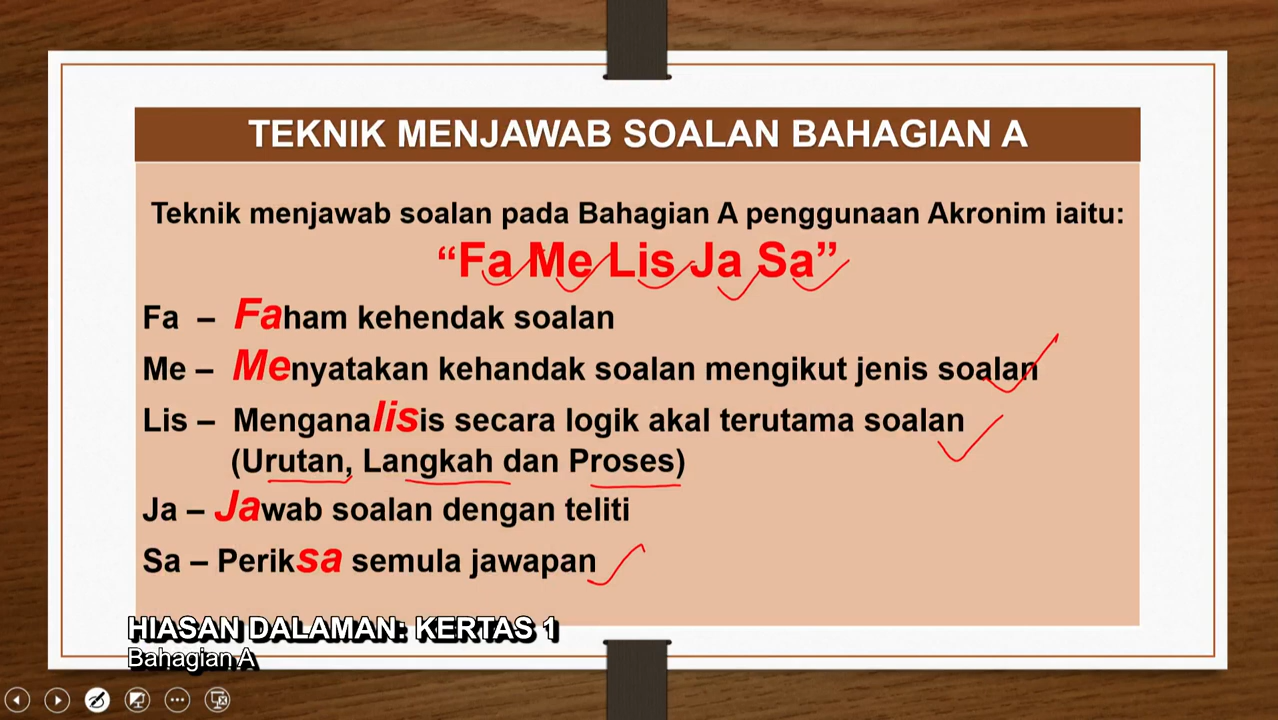 TEKNIK MENJAWAB SOALAN BAHAGIAN A
Teknik menjawab soalan pada Bahagian A penggunaan Akronim iaitu:
“Fa Me Lis Ja Sa”
Fa – Faham kehendak soalan
Me – Menyatakan kehandak soalan mengikut jenis soalan
Lis – Menganalisis secara logik akal terutama soalan
(Urutan, Langkah dan Proses)
Ja – Jawab soalan dengan teliti
Sa – Periksa semula jawapan
HIASAN DALAMAN: KERTAS 1
Bahagian A